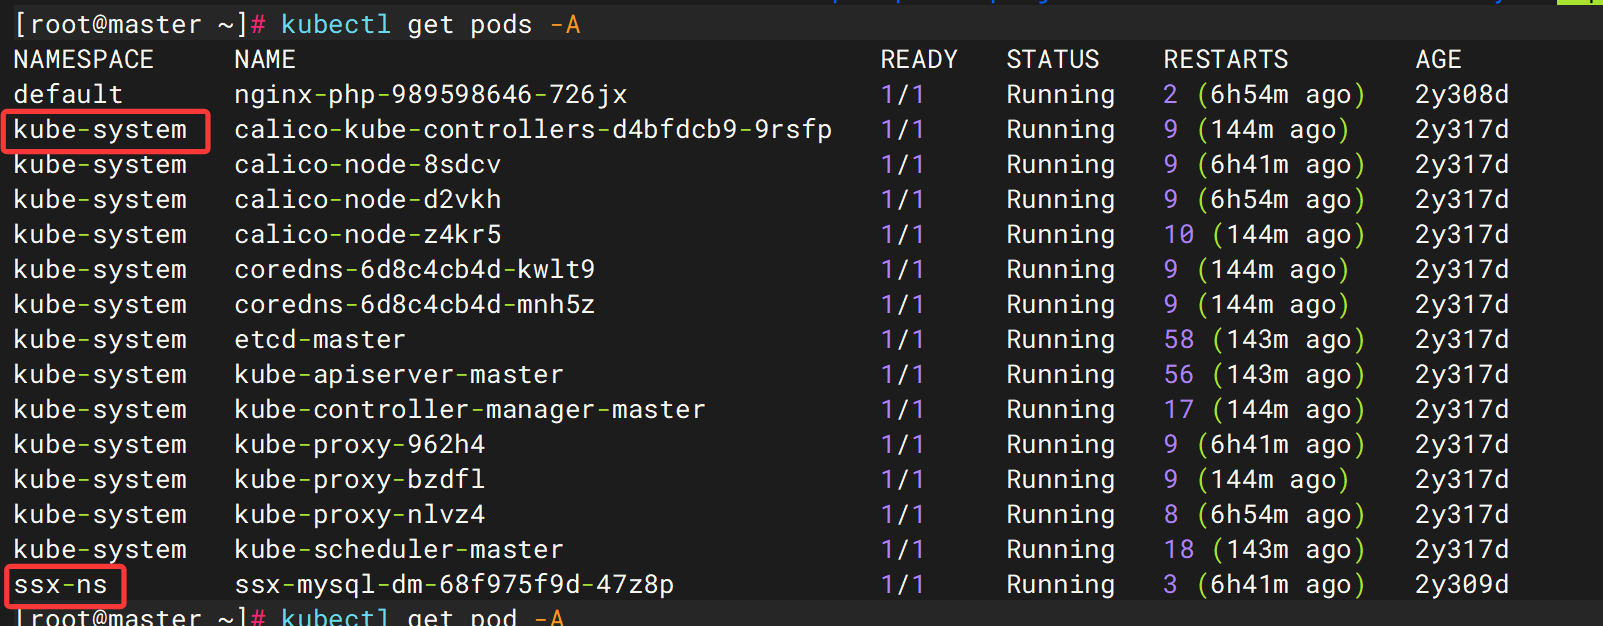 [root@master ~]# kubectl get pods -A
NAMESPACE NAME READY STATUS RESTARTS AGE
default nginx-php-989598646-726jx 1/1 Running 2 (6h54m ago) 2y308d
kube-system calico-kube-controllers-d4bfdcb9-9rsfp 1/1 Running 9 (144m ago) 2y317d
kube-system calico-node-8sdcv 1/1 Running 9 (6h41m ago) 2y317d
kube-system calico-node-d2vkh 1/1 Running 9 (6h54m ago) 2y317d
kube-system calico-node-z4kr5 1/1 Running 10 (144m ago) 2y317d
kube-system coredns-6d8c4cb4d-kwlt9 1/1 Running 9 (144m ago) 2y317d
kube-system coredns-6d8c4cb4d-mnh5z 1/1 Running 9 (144m ago) 2y317d
kube-system etcd-master 1/1 Running 58 (143m ago) 2y317d
kube-system kube-apiserver-master 1/1 Running 56 (143m ago) 2y317d
kube-system kube-controller-manager-master 1/1 Running 17 (144m ago) 2y317d
kube-system kube-proxy-962h4 1/1 Running 9 (6h41m ago) 2y317d
kube-system kube-proxy-bzdfl 1/1 Running 9 (144m ago) 2y317d
kube-system kube-proxy-nlvz4 1/1 Running 8 (6h54m ago) 2y317d
kube-system kube-scheduler-master 1/1 Running 18 (143m ago) 2y317d
ssx-ns ssx-mysql-dm-68f975f9d-47z8p 1/1 Running 3 (6h41m ago) 2y309d
[root@master ~]# kubectl get pod -A